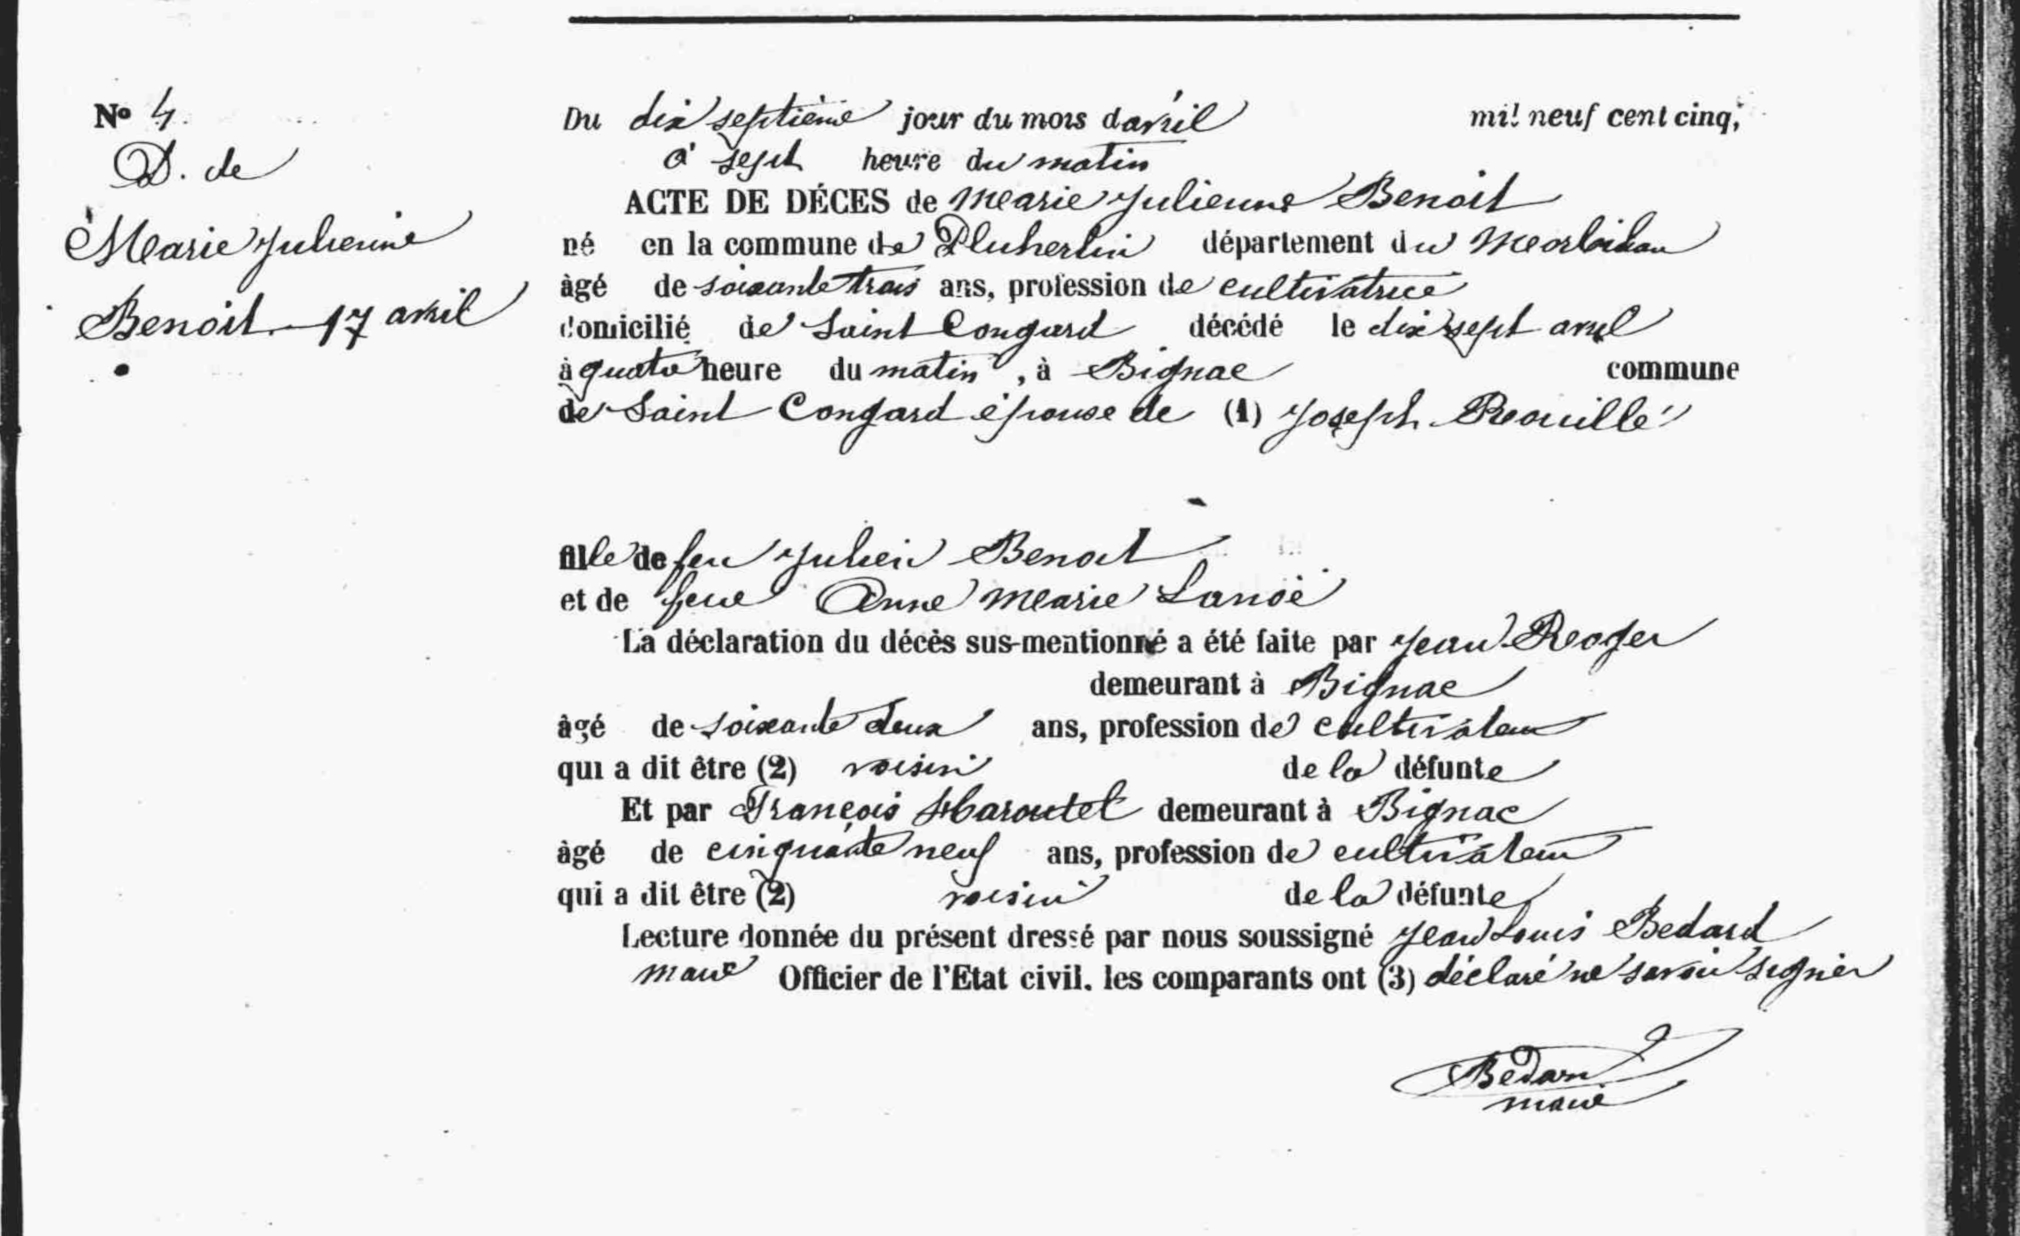 No 4.
D. de
Marie Julienne
Benoit. 17 avril
Du dix septième jour du mois d'avril mil neuf cent cinq,
à sept heure du matin
ACTE DE DÉCES de Marie Julienne Benoit
né en la commune de Pluherlin département du Morbihan
àgé de soixante trois ans, profession de cultivatrice
domicilié de Saint Congard décédé le dix sept avril
à quatre heure du matin, à Bignac commune
de Saint Congard épouse de (1) Joseph Rouillé
fille de feu Julien Benoit
et de feue Anne Marie Lanoë
La déclaration du décès sus-mentionné a été faite par Jean Roger
demeurant à Bignac
àgé de soixante deux ans, profession de cultivateur
qui a dit être (2) voisin de la défunte
Et par François demeurant à Bignac
àgé de cinquante neuf ans, profession de cultivateur
qui a dit être (2) voisin de la défunte
Lecture donnée du présent dressé par nous soussigné Jean Louis Bedard
maire Officier de l'Etat civil. les comparants ont (3) déclaré ne savoir signer
Bedard
maire